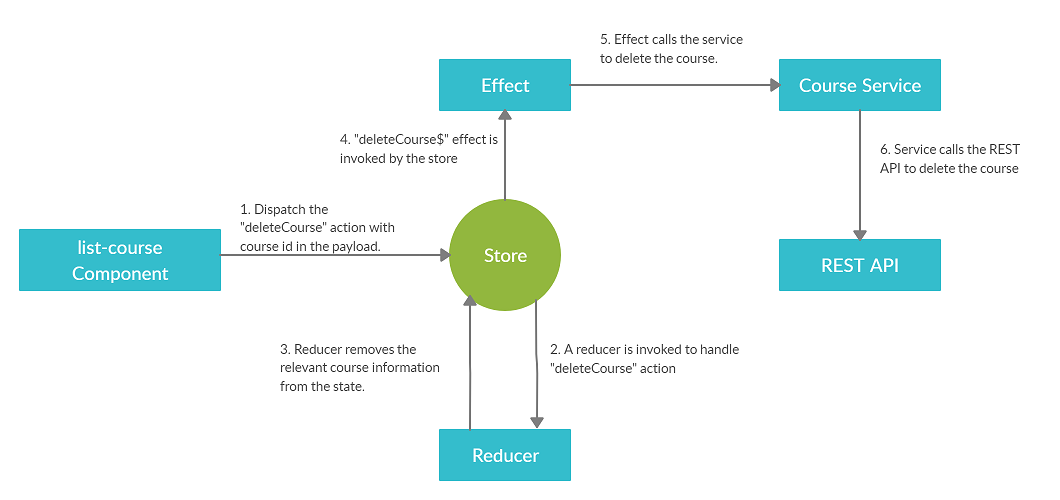 5. Effect calls the service
to delete the course.
Effect
Course Service
4. "deleteCourse$" effect is
invoked by the store
6. Service calls the REST
API to delete the course
1. Dispatch the
"deleteCourse" action with
course id in the payload.
list-course
Component
Store
REST API
3. Reducer removes the
relevant course information
from the state.
2. A reducer is invoked to handle
"deleteCourse" action
Reducer